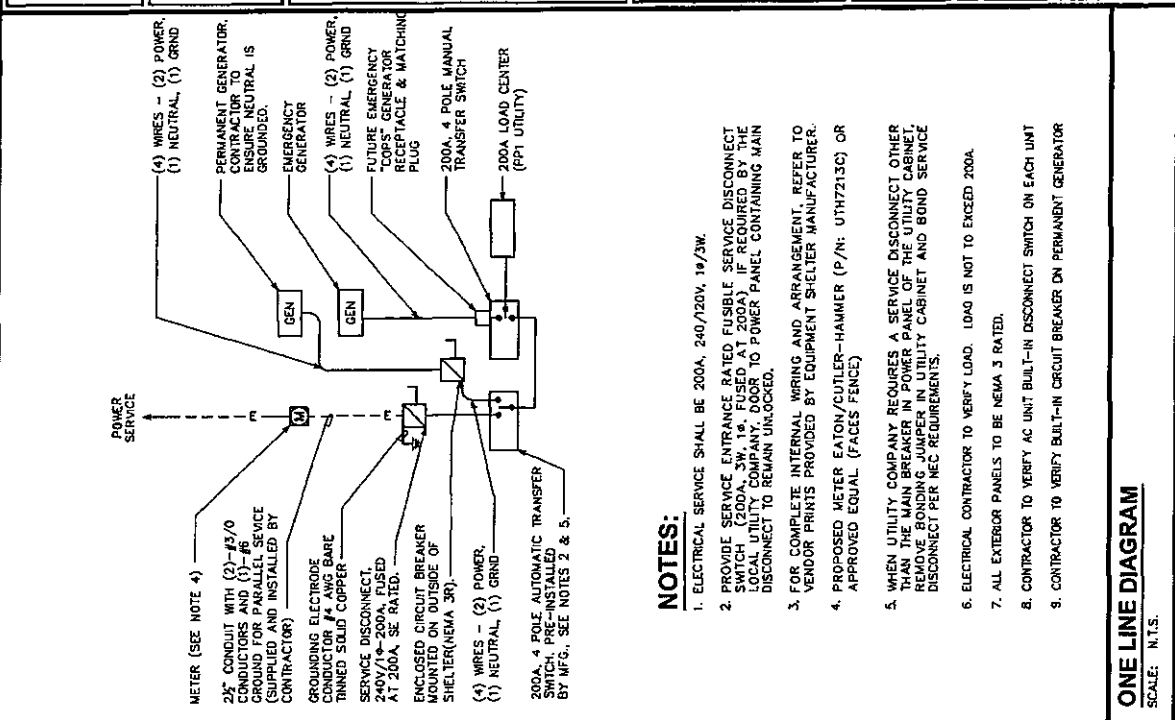 POWER
SERVICE
METER (SEE NOTE 4)
2½" CONDUIT WITH (2)-#3/0
CONDUCTORS AND (1)-#6
GROUND FOR PARALLEL SEVICE
(SUPPLIED AND INSTALLED BY
CONTRACTOR)
GROUNDING ELECTRODE
CONDUCTOR #4 AWG BARE
TINNED SOLID COPPER
SERVICE DISCONNECT,
240V/1Φ-200A, FUSED
AT 200A, SE RATED.
ENCLOSED CIRCUIT BREAKER
MOUNTED ON OUTSIDE OF
SHELTER(NEMA 3R).
(4) WIRES - (2) POWER,
(1) NEUTRAL, (1) GRND
200A, 4 POLE AUTOMATIC TRANSFER
SWITCH. PRE-INSTALLED
BY MFG., SEE NOTES 2 & 5.
E
M
E
GEN
GEN
(4) WIRES - (2) POWER,
(1) NEUTRAL, (1) GRND
PERMANENT GENERATOR,
CONTRACTOR TO
ENSURE NEUTRAL IS
GROUNDED.
EMERGENCY
GENERATOR
(4) WIRES - (2) POWER,
(1) NEUTRAL, (1) GRND
FUTURE EMERGENCY
"COPS" GENERATOR
RECEPTACLE & MATCHING
PLUG
200A, 4 POLE MANUAL
TRANSFER SWITCH
200A LOAD CENTER
(PP1 UTILITY)
NOTES:
1. ELECTRICAL SERVICE SHALL BE 200A, 240/120V, 1Φ/3W.
2. PROVIDE SERVICE ENTRANCE RATED FUSIBLE SERVICE DISCONNECT
SWITCH (200A, 3W, 1Φ, FUSED AT 200A) IF REQUIRED BY THE
LOCAL UTILITY COMPANY. DOOR TO POWER PANEL CONTAINING MAIN
DISCONNECT TO REMAIN UNLOCKED.
3. FOR COMPLETE INTERNAL WIRING AND ARRANGEMENT, REFER TO
VENDOR PRINTS PROVIDED BY EQUIPMENT SHELTER MANUFACTURER.
4. PROPOSED METER EATON/CUTLER-HAMMER (P/N: UTH7213C) OR
APPROVED EQUAL (FACES FENCE)
5. WHEN UTILITY COMPANY REQUIRES A SERVICE DISCONNECT OTHER
THAN THE MAIN BREAKER IN POWER PANEL OF THE UTILITY CABINET,
REMOVE BONDING JUMPER IN UTILITY CABINET AND BOND SERVICE
DISCONNECT PER NEC REQUIREMENTS.
6. ELECTRICAL CONTRACTOR TO VERIFY LOAD. LOAD IS NOT TO EXCEED 200A.
7. ALL EXTERIOR PANELS TO BE NEMA 3 RATED.
8. CONTRACTOR TO VERIFY AC UNIT BUILT-IN DISCONNECT SWITCH ON EACH UNIT
9. CONTRACTOR TO VERIFY BUILT-IN CIRCUIT BREAKER ON PERMANENT GENERATOR
ONE LINE DIAGRAM
SCALE: N.T.S.